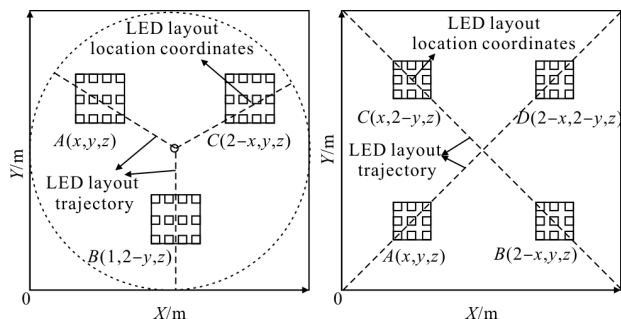 LED layout
location coordinates
A(x,y,z)
C(2−x,y,z)
LED layout
trajectory
B(1,2−y,z)
Y/m
0
X/m
LED layout
location coordinates
C(x,2−y,z)
D(2−x,2−y,z)
LED layout
trajectory
A(x,y,z)
B(2−x,y,z)
Y/m
0
X/m